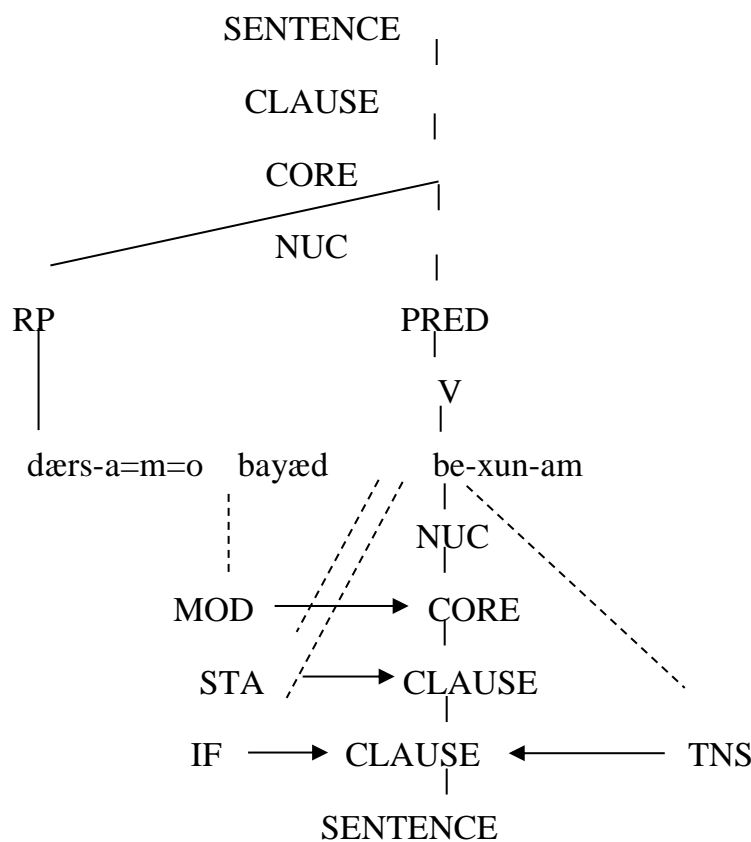 SENTENCE
CLAUSE
CORE
NUC
RP PRED
V
dærs-a=m=o bayæd be-xun-am
NUC
MOD CORE
STA CLAUSE
IF CLAUSE TNS
SENTENCE